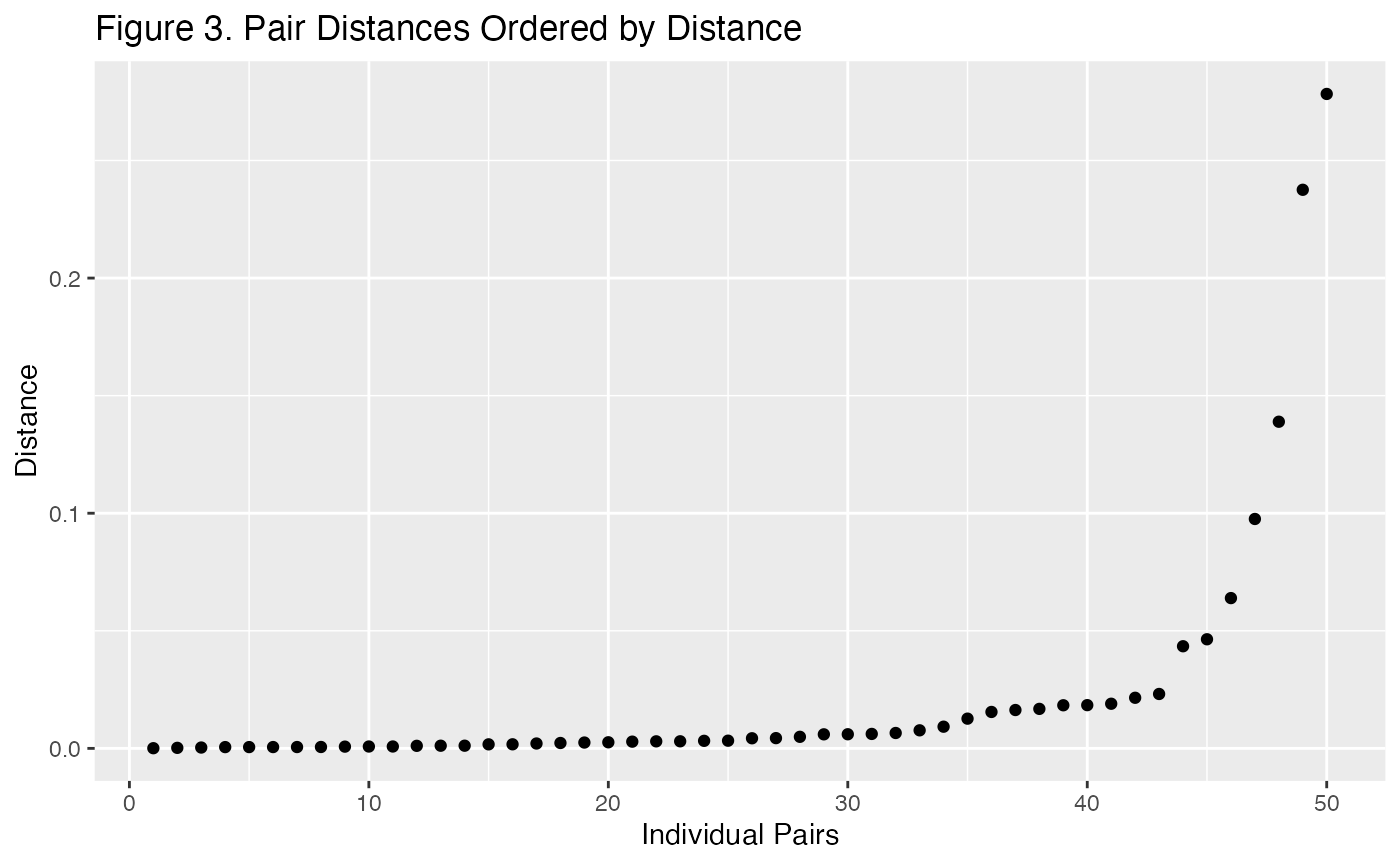 Figure 3. Pair Distances Ordered by Distance
Distance
0.2
0.1
0.0
0 10 20 30 40 50
Individual Pairs